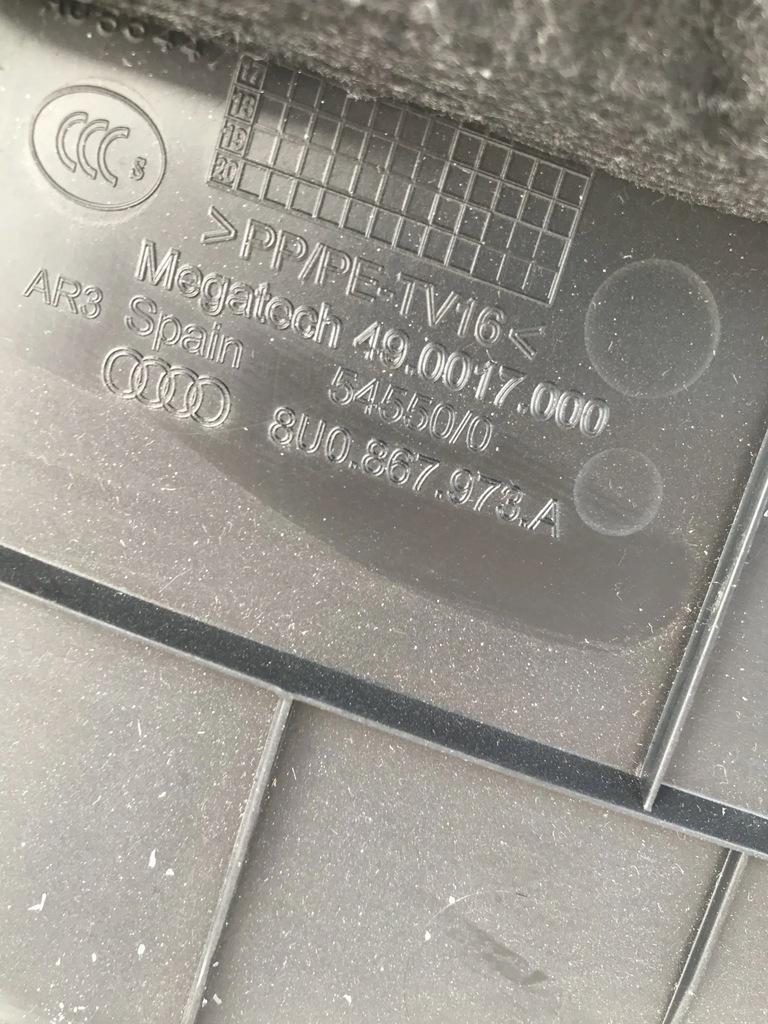 CCC S
17
18
19
20
>PP/PE-TV16<
Megatech 49.0017.000
AR3 Spain 54550/0
8U0.867.973.A